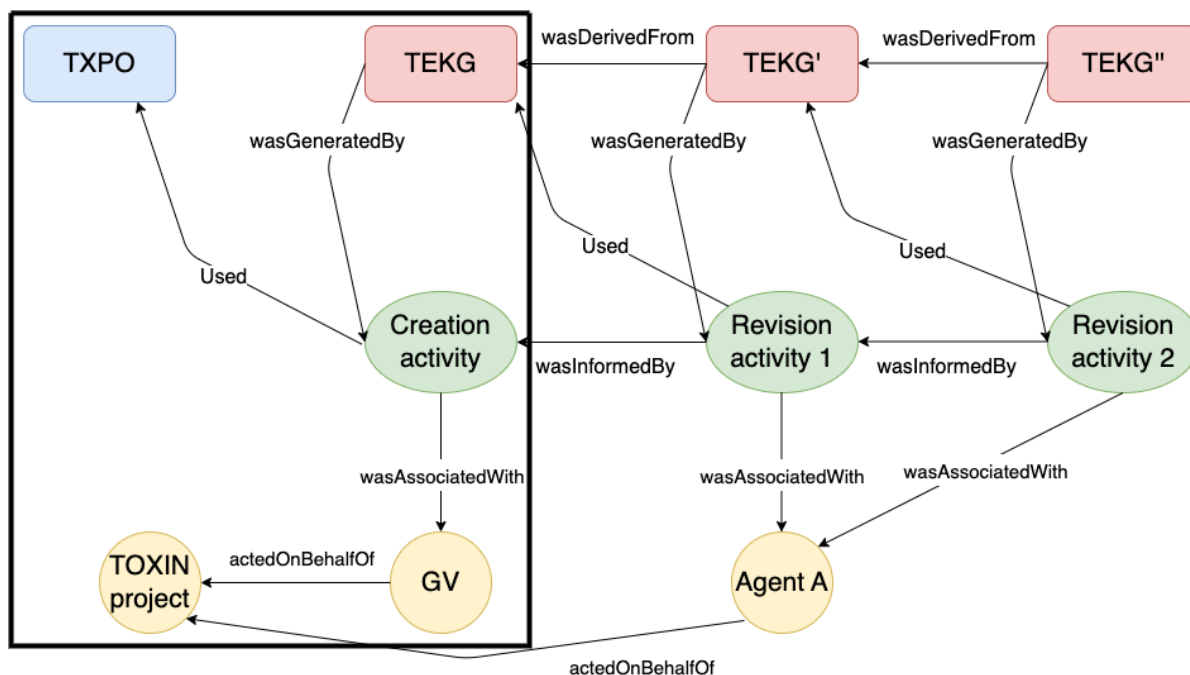 TXPO
TEKG
wasDerivedFrom
TEKG'
wasDerivedFrom
TEKG"
wasGeneratedBy
wasGeneratedBy
wasGeneratedBy
Used
Used
Used
Creation
activity
wasInformedBy
Revision
activity 1
wasInformedBy
Revision
activity 2
wasAssociatedWith
wasAssociatedWith
wasAssociatedWith
TOXIN
project
actedOnBehalfOf
GV
Agent A
actedOnBehalfOf